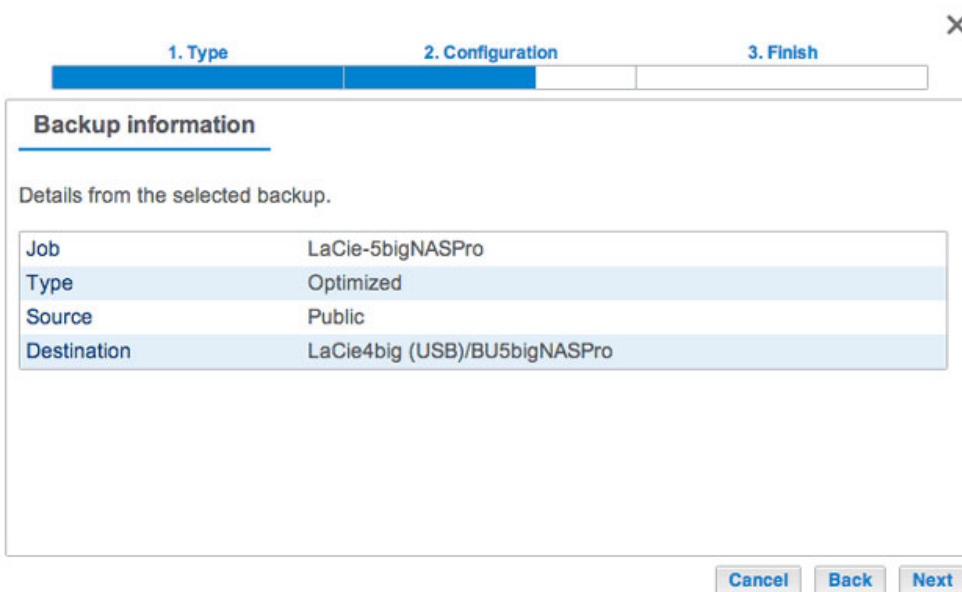 1. Type 2. Configuration 3. Finish
Backup information
Details from the selected backup.
Job LaCie-5bigNASPro
Type Optimized
Source Public
Destination LaCie4big (USB)/BU5bigNASPro
Cancel Back Next